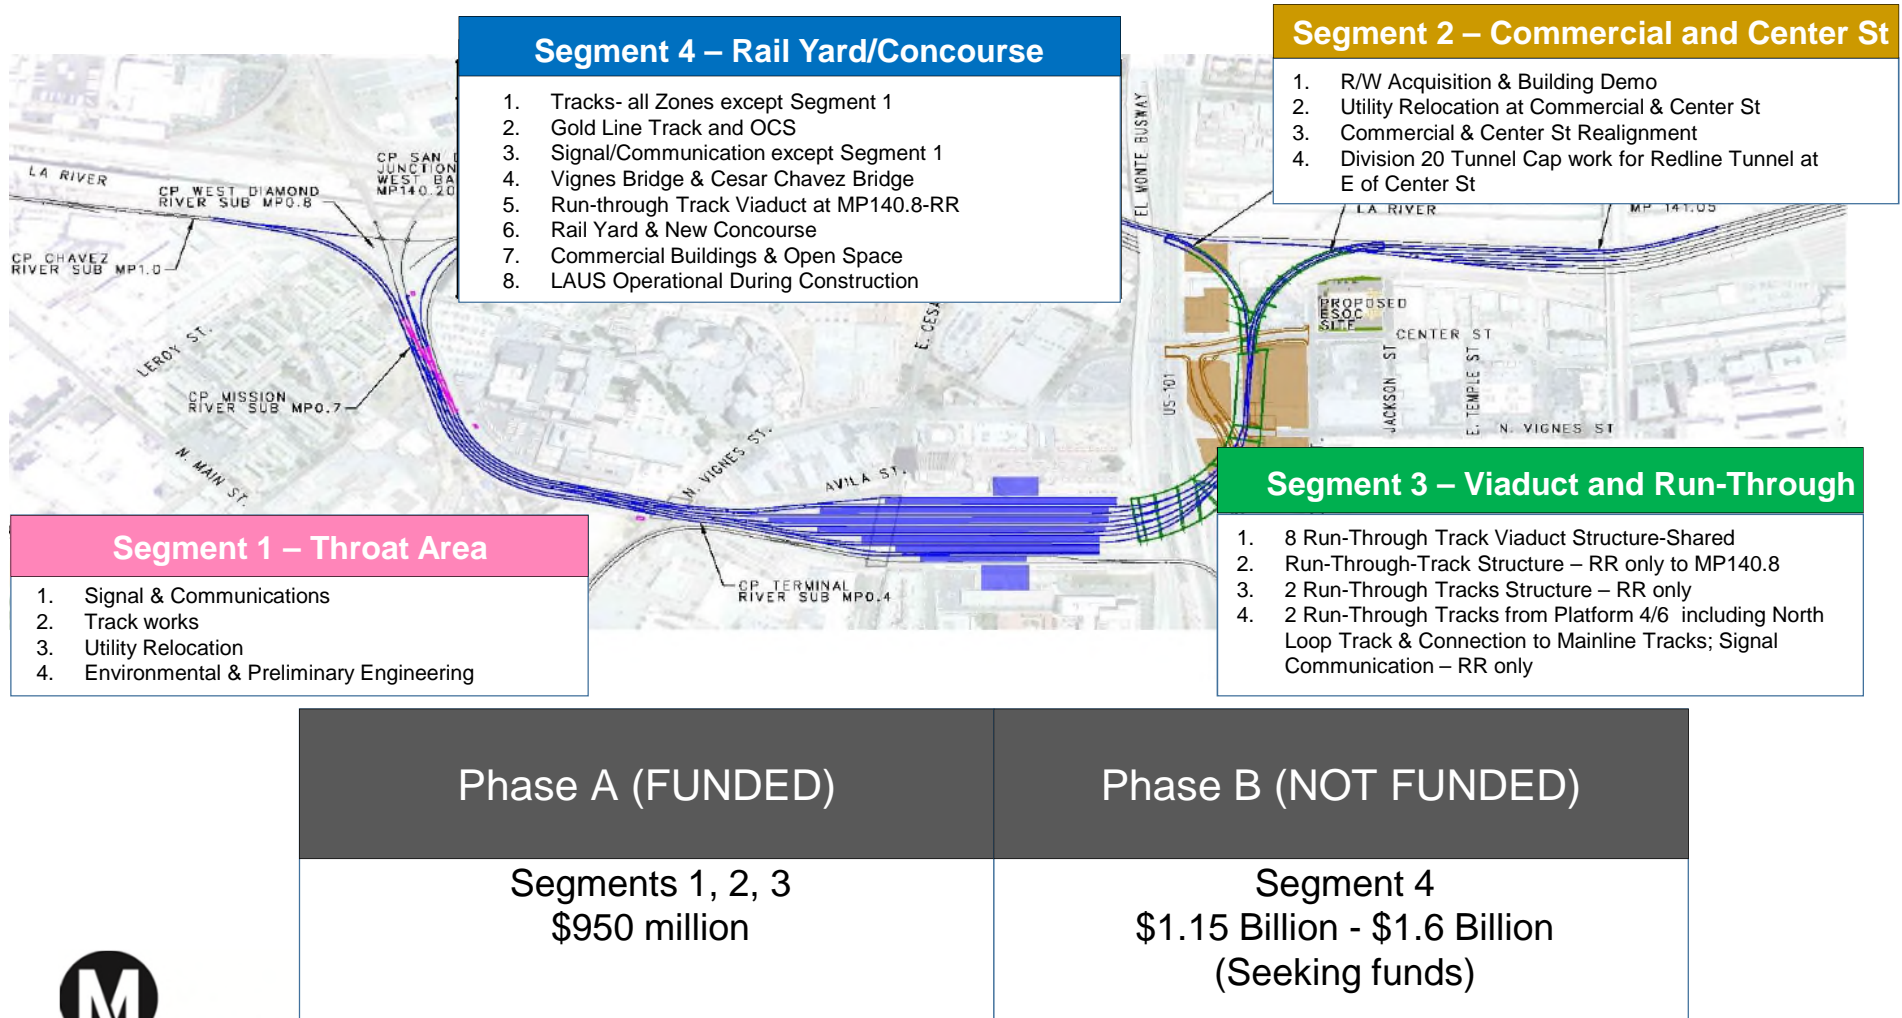 Segment 4 – Rail Yard/Concourse
1. Tracks- all Zones except Segment 1
2. Gold Line Track and OCS
3. Signal/Communication except Segment 1
4. Vignes Bridge & Cesar Chavez Bridge
5. Run-through Track Viaduct at MP140.8-RR
6. Rail Yard & New Concourse
7. Commercial Buildings & Open Space
8. LAUS Operational During Construction
Segment 2 – Commercial and Center St
1. R/W Acquisition & Building Demo
2. Utility Relocation at Commercial & Center St
3. Commercial & Center St Realignment
4. Division 20 Tunnel Cap work for Redline Tunnel at
E of Center St
LA RIVER
CP WEST DIAMOND
RIVER SUB MP0.8
CP SAN
JUNCTION
WEST BA
MP140.20
CP CHAVEZ
RIVER SUB MP1.0
EL MONTE BUSWAY
LA RIVER
MP 141.05
LEROY ST.
CP MISSION
RIVER SUB MP0.7
E. CESA
PROPOSED
ESOC
SITE
CENTER ST
US-101
JACKSON ST
E. TEMPLE ST
N. VIGNES ST
N. MAIN ST.
N. VIGNES ST.
AVILA ST.
CP TERMINAL
RIVER SUB MP0.4
Segment 1 – Throat Area
1. Signal & Communications
2. Track works
3. Utility Relocation
4. Environmental & Preliminary Engineering
Segment 3 – Viaduct and Run-Through
1. 8 Run-Through Track Viaduct Structure-Shared
2. Run-Through-Track Structure – RR only to MP140.8
3. 2 Run-Through Tracks Structure – RR only
4. 2 Run-Through Tracks from Platform 4/6 including North
Loop Track & Connection to Mainline Tracks; Signal
Communication – RR only
Phase A (FUNDED)
Phase B (NOT FUNDED)
Segments 1, 2, 3
$950 million
Segment 4
$1.15 Billion - $1.6 Billion
(Seeking funds)
M